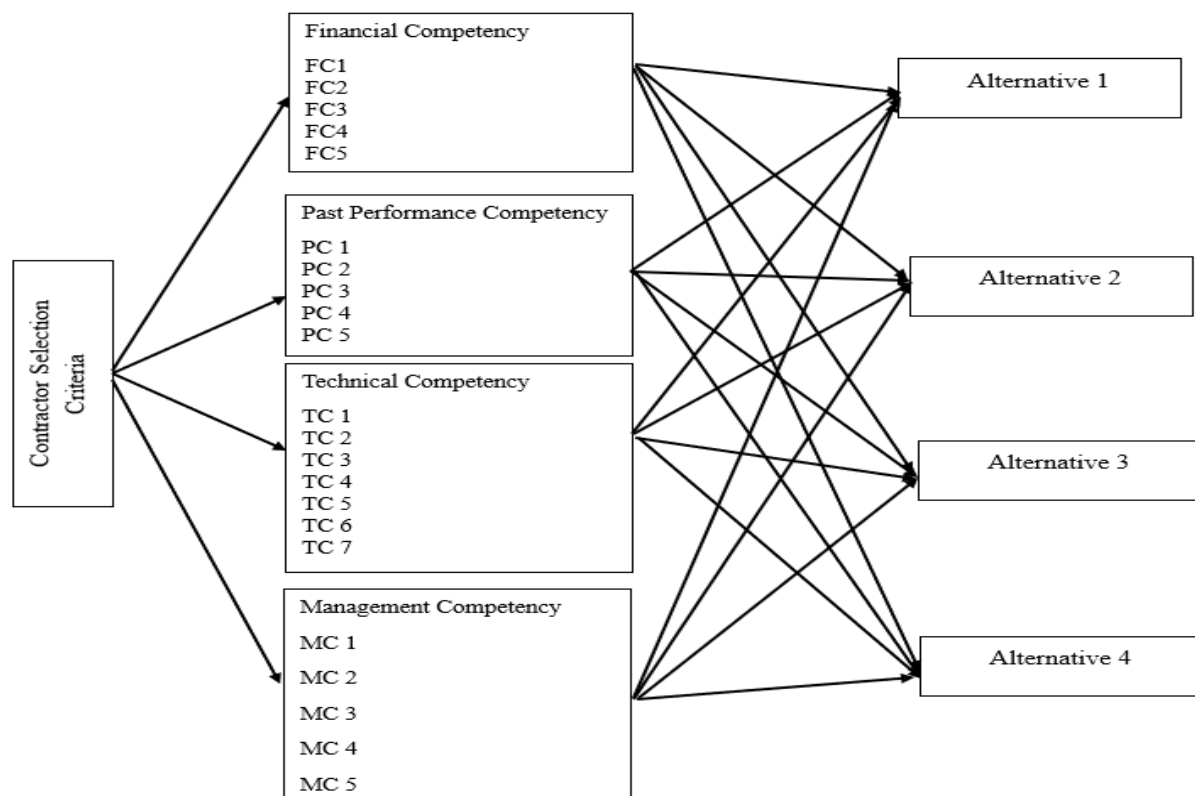 Contractor Selection
Criteria
Financial Competency
FC1
FC2
FC3
FC4
FC5
Past Performance Competency
PC 1
PC 2
PC 3
PC 4
PC 5
Technical Competency
TC 1
TC 2
TC 3
TC 4
TC 5
TC 6
TC 7
Management Competency
MC 1
MC 2
MC 3
MC 4
MC 5
Alternative 1
Alternative 2
Alternative 3
Alternative 4